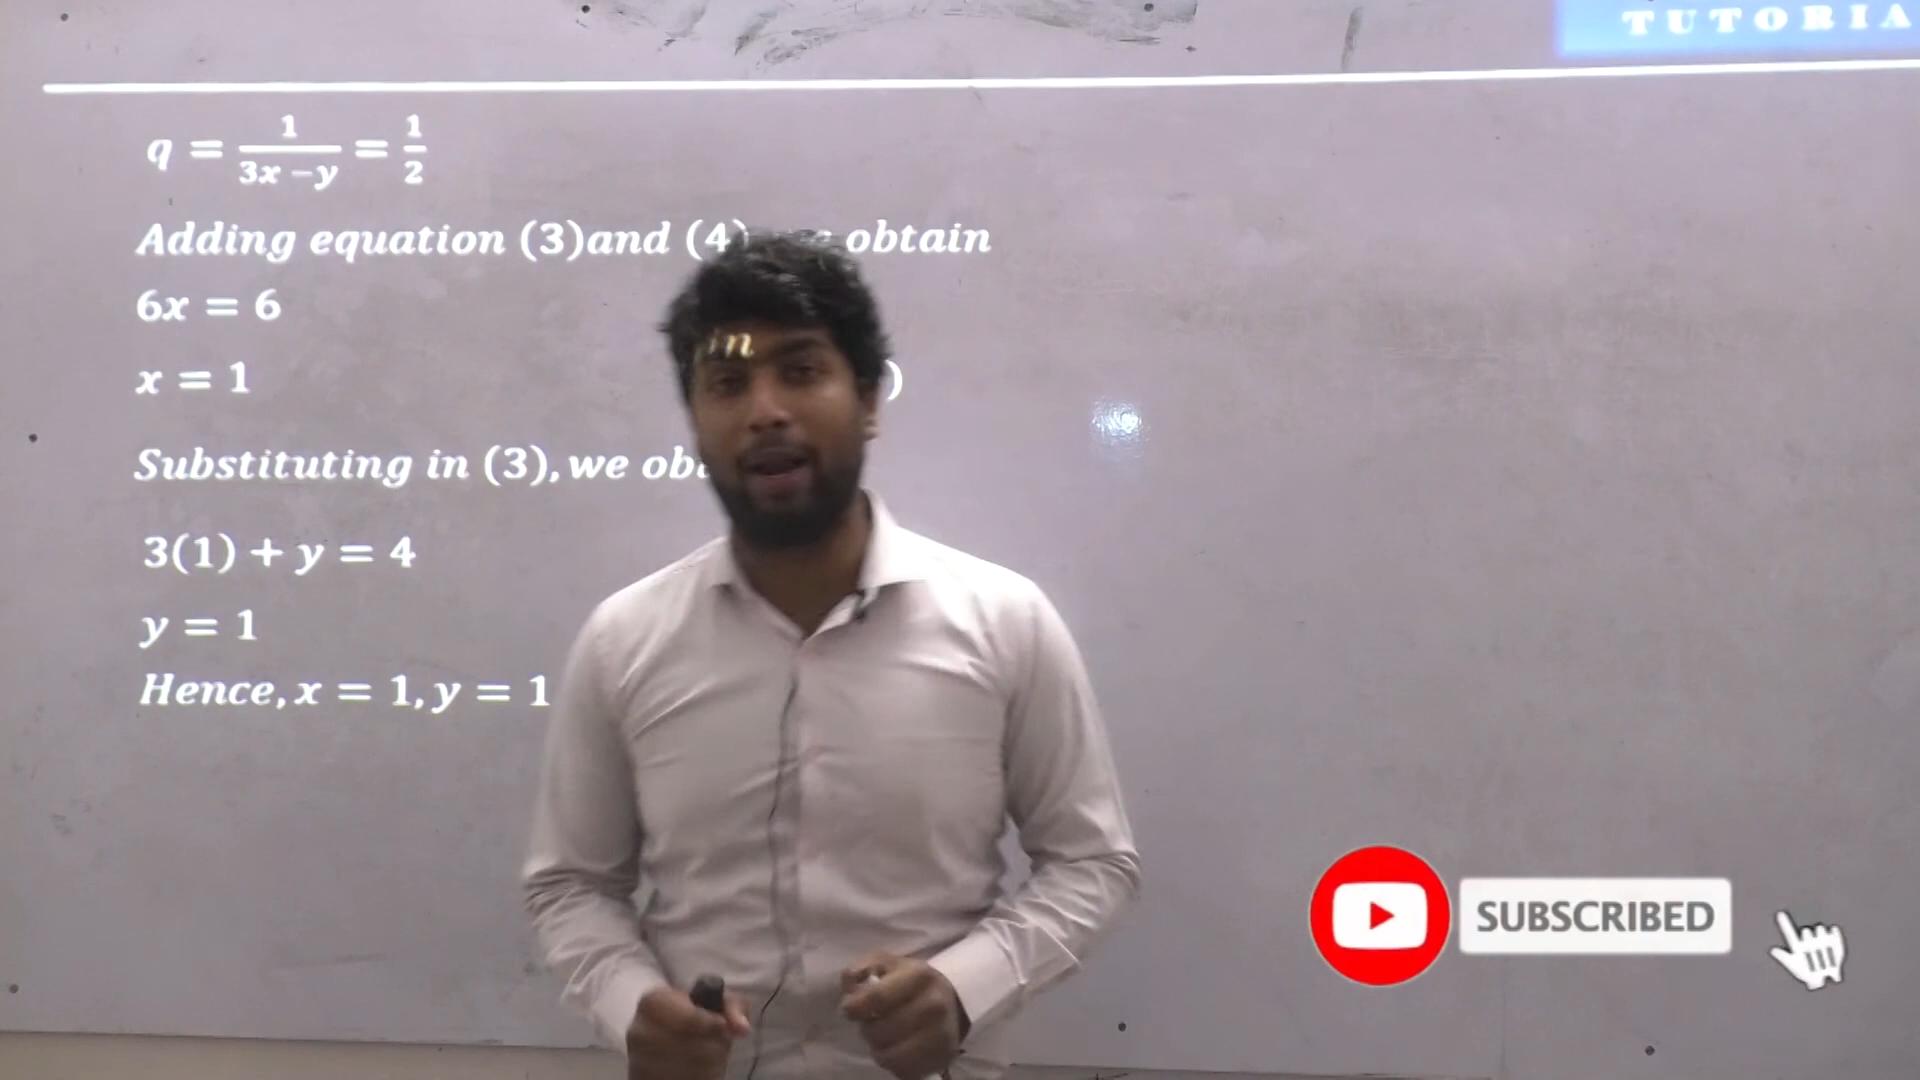 TUTORIA
q = 1/(3x − y) = 1/2
Adding equation (3)and (4) obtain
6x = 6
x = 1 )
Substituting in (3), we
3(1) + y = 4
y = 1
Hence, x = 1, y = 1
SUBSCRIBED